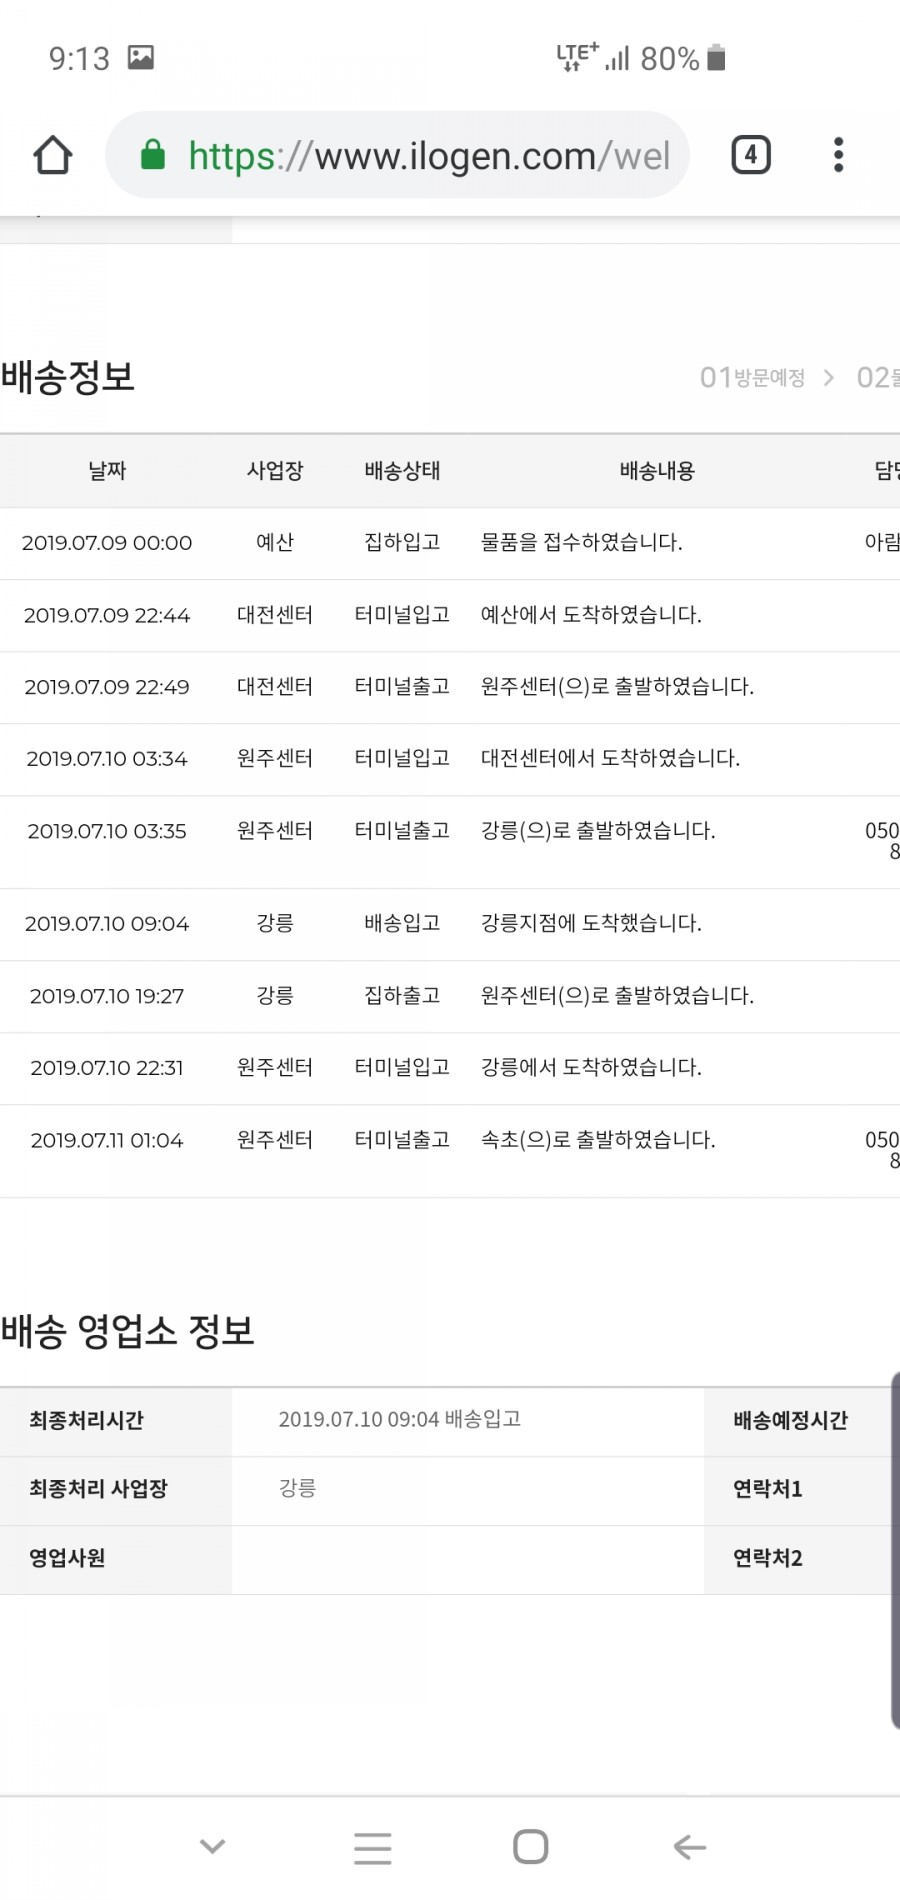 9:13 LTE+ 80%
https://www.ilogen.com/wel 4
배송정보 01방문예정 > 02
날짜 사업장 배송상태 배송내용
2019.07.09 00:00 예산 집하입고 물품을 접수하였습니다. 아람
2019.07.09 22:44 대전센터 터미널입고 예산에서 도착하였습니다.
2019.07.09 22:49 대전센터 터미널출고 원주센터(으)로 출발하였습니다.
2019.07.10 03:34 원주센터 터미널입고 대전센터에서 도착하였습니다.
2019.07.10 03:35 원주센터 터미널출고 강릉(으)로 출발하였습니다. 050
8
2019.07.10 09:04 강릉 배송입고 강릉지점에 도착했습니다.
2019.07.10 19:27 강릉 집하출고 원주센터(으)로 출발하였습니다.
2019.07.10 22:31 원주센터 터미널입고 강릉에서 도착하였습니다.
2019.07.11 01:04 원주센터 터미널출고 속초(으)로 출발하였습니다. 050
8
배송 영업소 정보
최종처리시간 2019.07.10 09:04 배송입고 배송예정시간
최종처리 사업장 강릉 연락처1
영업사원 연락처2